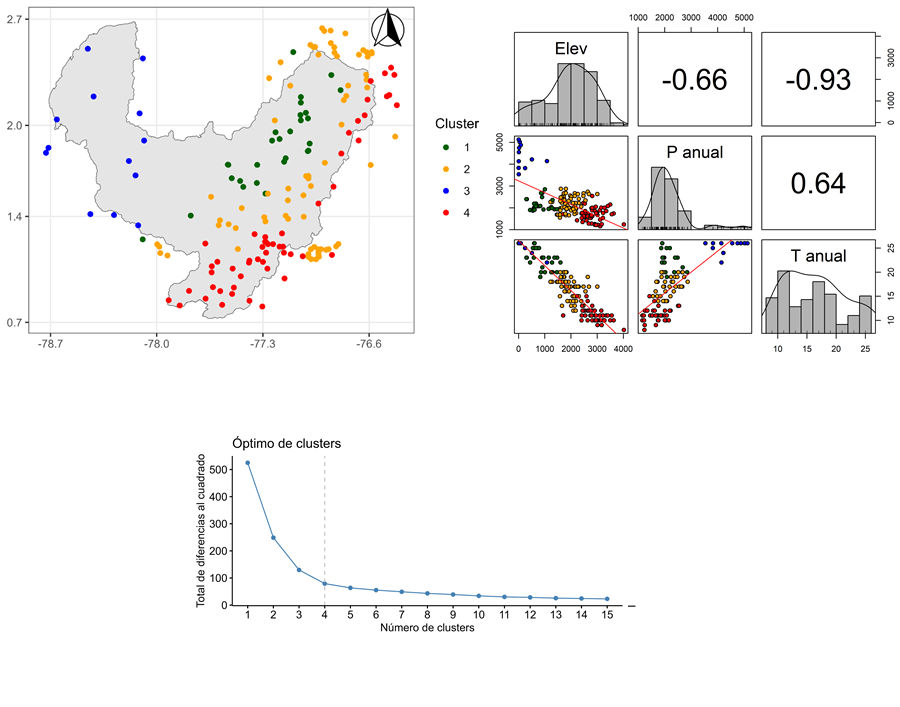 2.7
2.0
1.4
0.7
-78.7
-78.0
-77.3
-76.6
Cluster
1
2
3
4
1000 2000 3000 4000 5000
Elev
-0.66
-0.93
0 1000 3000
1000 3000 5000
P anual
0.64
T anual
10 15 20 25
0 1000 2000 3000 4000
10 15 20 25
Óptimo de clusters
Total de diferencias al cuadrado
500
400
300
200
100
0
1 2 3 4 5 6 7 8 9 10 11 12 13 14 15
Número de clusters